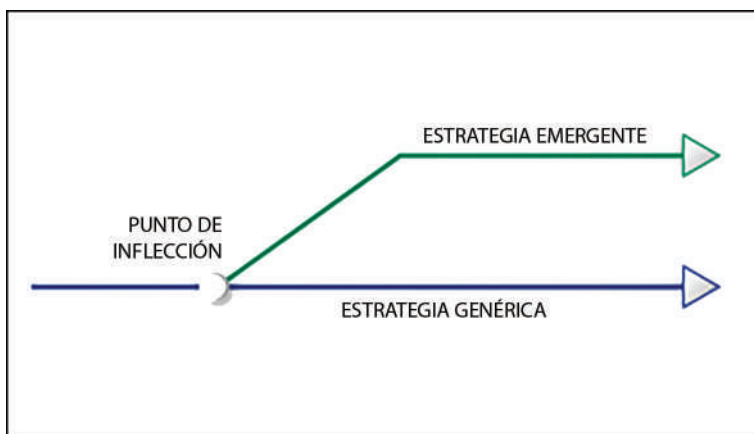 ESTRATEGIA EMERGENTE
PUNTO DE
INFLECCIÓN
ESTRATEGIA GENÉRICA